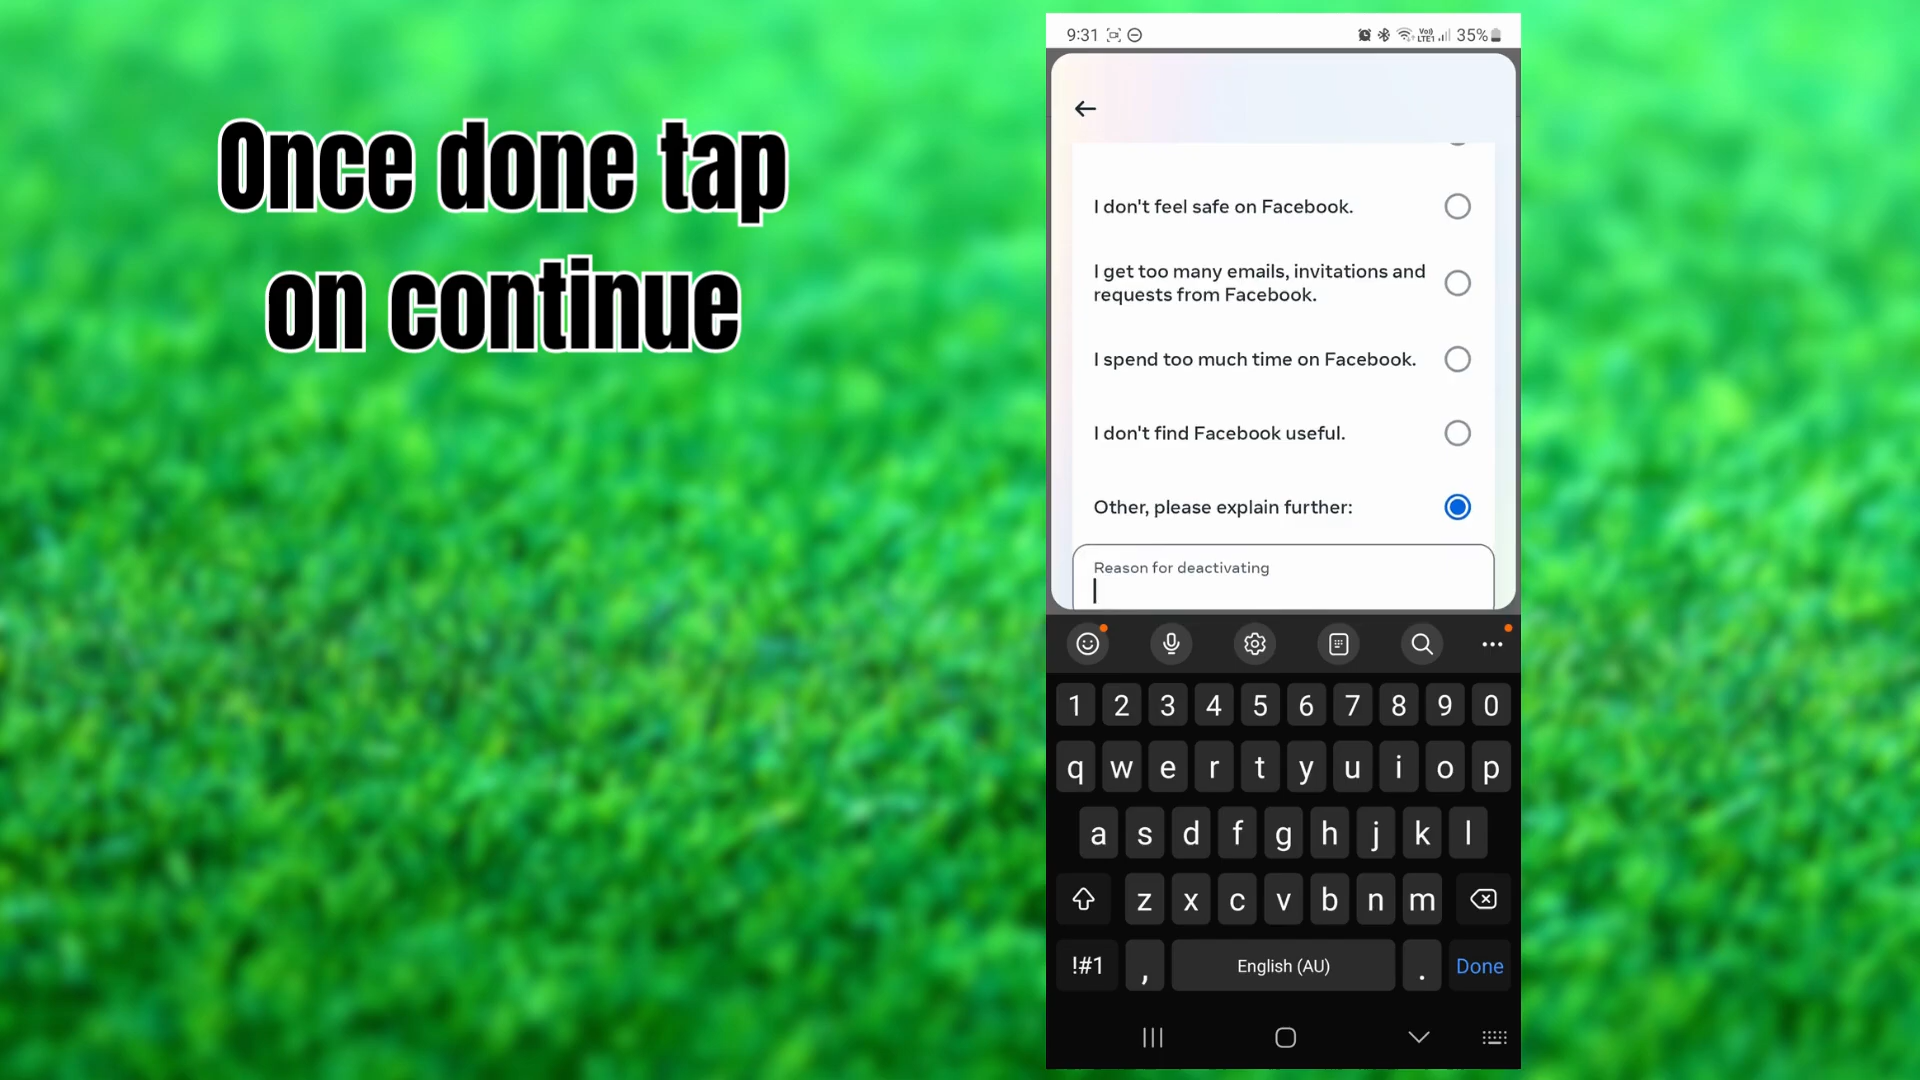 Once done tap
on continue
9:31
Vo))
LTE1
35%
I don't feel safe on Facebook.
I get too many emails, invitations and
requests from Facebook.
I spend too much time on Facebook.
I don't find Facebook useful.
Other, please explain further:
Reason for deactivating
1 2 3 4 5 6 7 8 9 0
q w e r t y u i o p
a s d f g h j k l
z x c v b n m
!#1 , English (AU) . Done